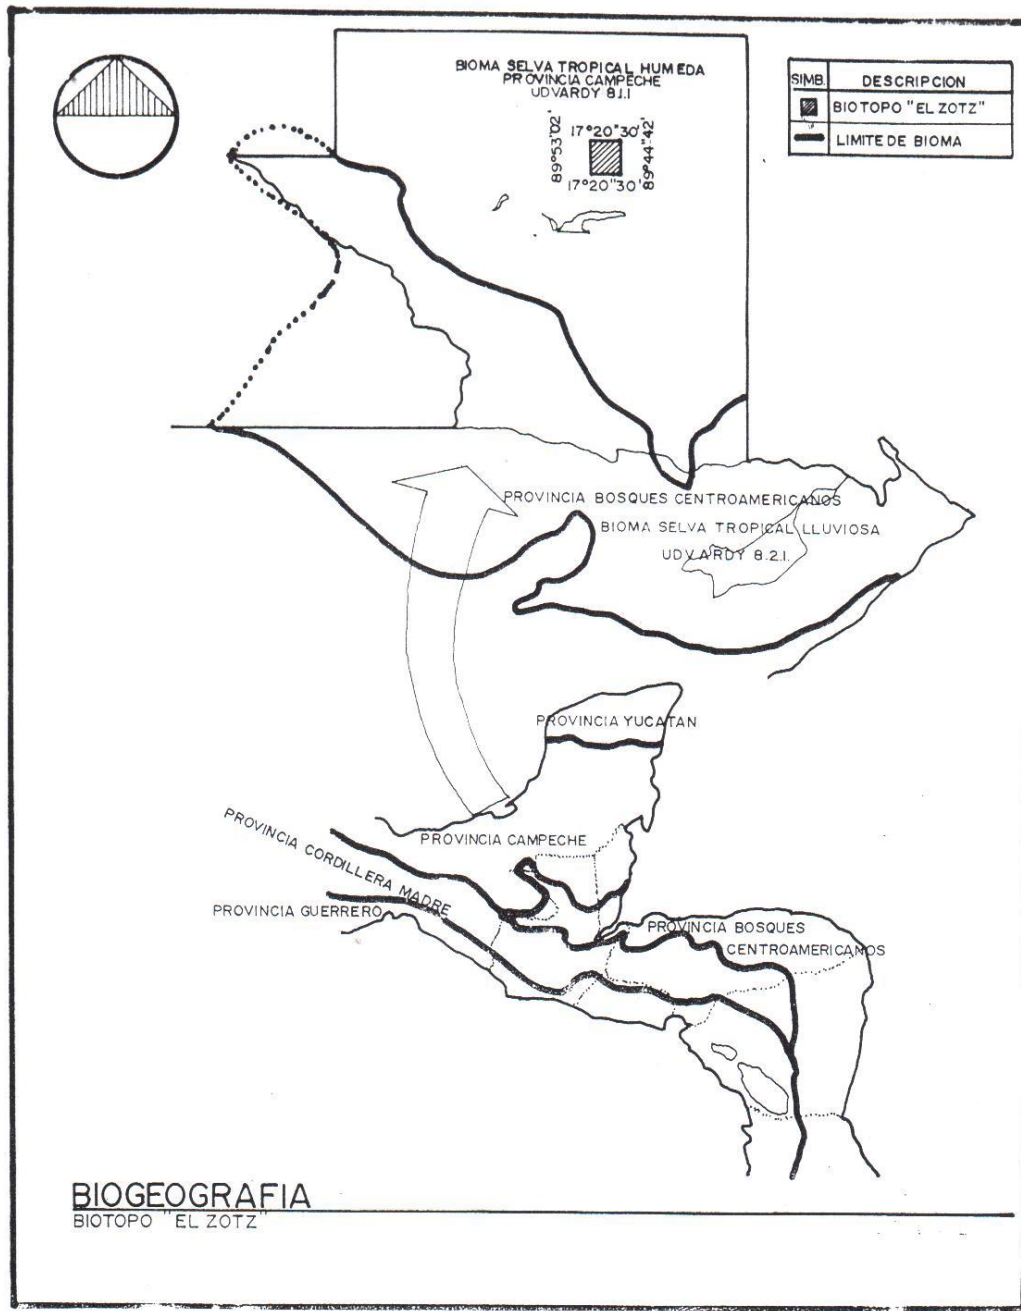 BIOMA SELVA TROPICAL HUMEDA
PROVINCIA CAMPECHE
UDVARDY 8.1.1
17°20"30'
89°53'02'
89°44"42'
17°20"30'
SIMB. DESCRIPCION
BIOTOPO "EL ZOTZ"
LIMITE DE BIOMA
PROVINCIA BOSQUES CENTROAMERICANOS
BIOMA SELVA TROPICAL LLUVIOSA
UDVARDY 8.2.1.
PROVINCIA YUCATAN
PROVINCIA CAMPECHE
PROVINCIA CORDILLERA MADRE
PROVINCIA GUERRERO
PROVINCIA BOSQUES
CENTROAMERICANOS
BIOGEOGRAFIA
BIOTOPO "EL ZOTZ"